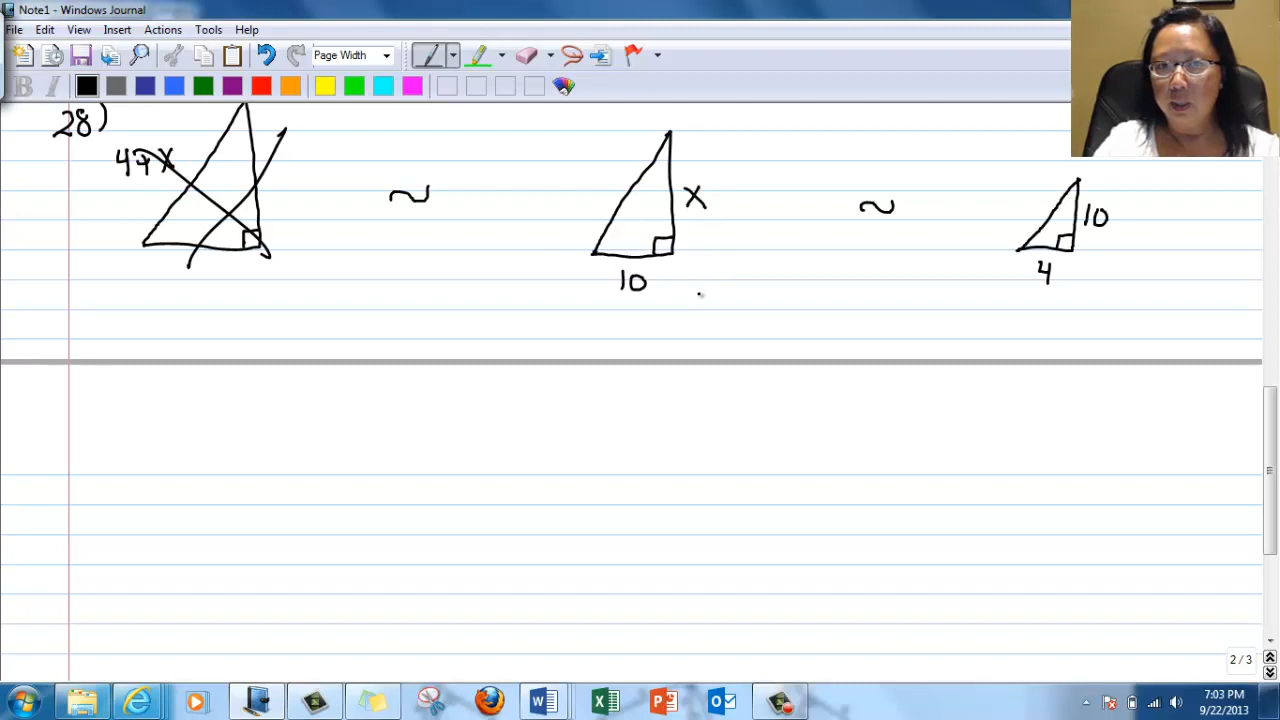 Note1 - Windows Journal
File Edit View Insert Actions Tools Help
Page Width
B I
28)
4+x
~
x
10
~
10
4
2 / 3
7:03 PM
9/22/2013